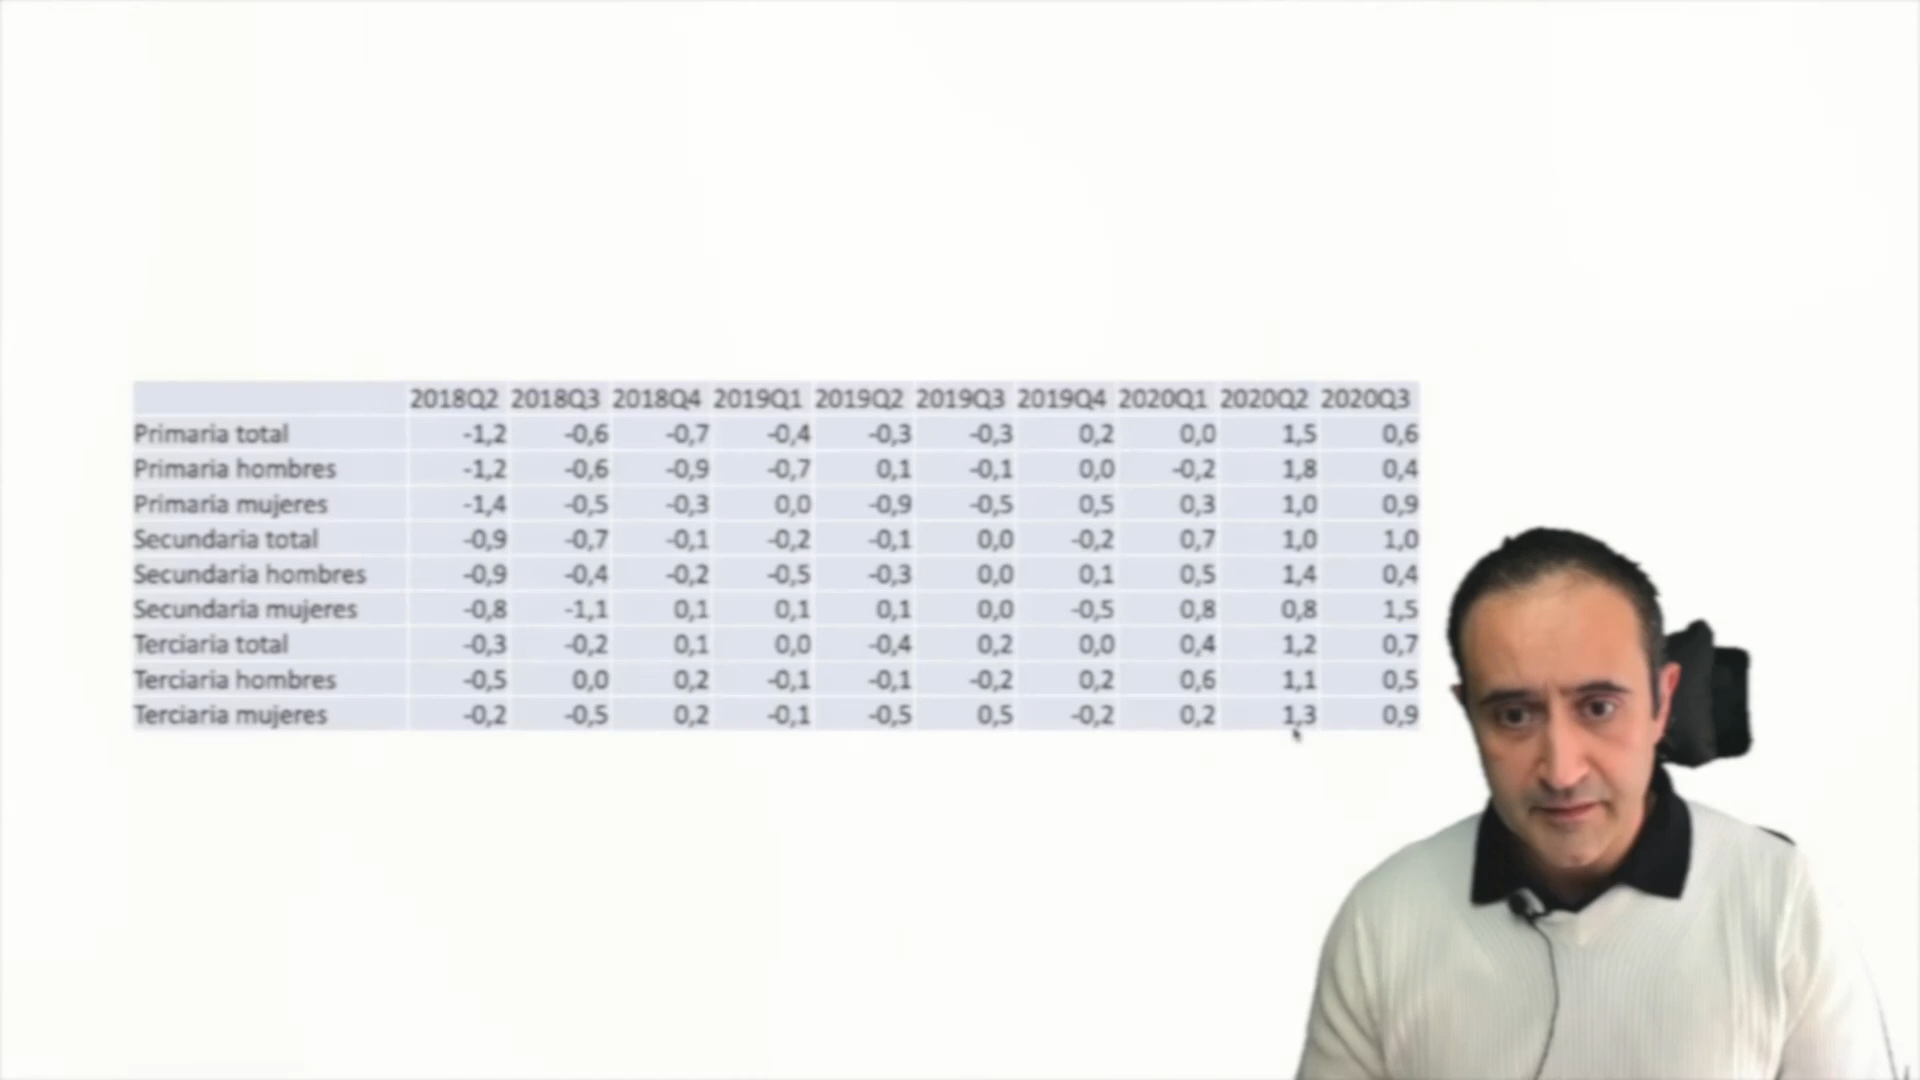 2018Q2 2018Q3 2018Q4 2019Q1 2019Q2 2019Q3 2019Q4 2020Q1 2020Q2 2020Q3
Primaria total -1,2 -0,6 -0,7 -0,4 -0,3 -0,3 0,2 0,0 1,5 0,6
Primaria hombres -1,2 -0,6 -0,9 -0,7 0,1 -0,1 0,0 -0,2 1,8 0,4
Primaria mujeres -1,4 -0,5 -0,3 0,0 -0,9 -0,5 0,5 0,3 1,0 0,9
Secundaria total -0,9 -0,7 -0,1 -0,2 -0,1 0,0 -0,2 0,7 1,0 1,0
Secundaria hombres -0,9 -0,4 -0,2 -0,5 -0,3 0,0 0,1 0,5 1,4 0,4
Secundaria mujeres -0,8 -1,1 0,1 0,1 0,1 0,0 -0,5 0,8 0,8 1,5
Terciaria total -0,3 -0,2 0,1 0,0 -0,4 0,2 0,0 0,4 1,2 0,7
Terciaria hombres -0,5 0,0 0,2 -0,1 -0,1 -0,2 0,2 0,6 1,1 0,5
Terciaria mujeres -0,2 -0,5 0,2 -0,1 -0,5 0,5 -0,2 0,2 1,3 0,9